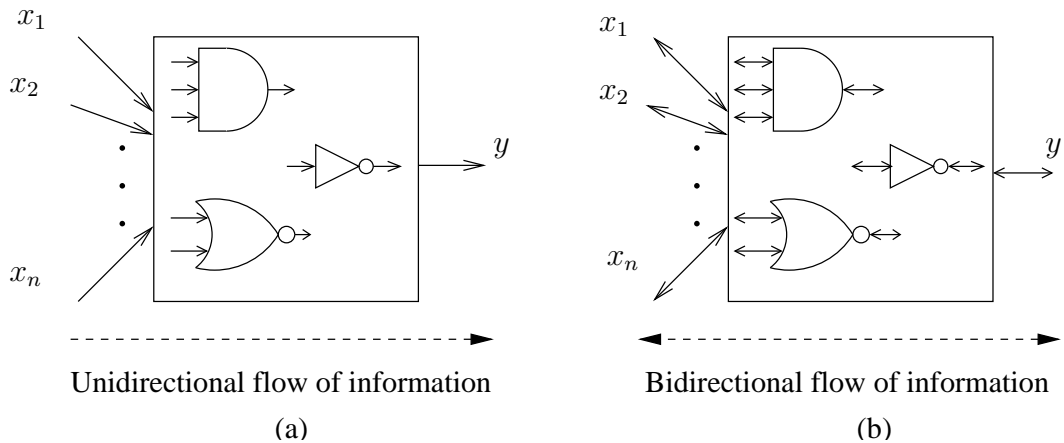 x₁
x₂
xₙ
y
Unidirectional flow of information
(a)
x₁
x₂
xₙ
y
Bidirectional flow of information
(b)